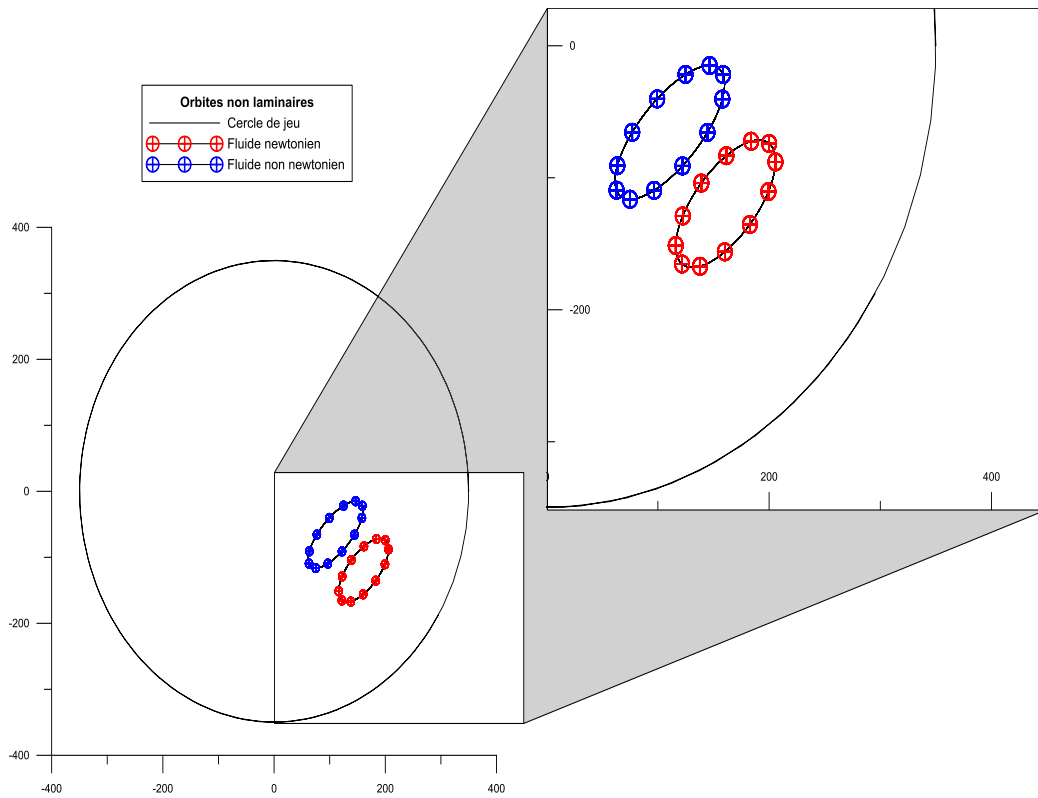 Orbites non laminaires
Cercle de jeu
Fluide newtonien
Fluide non newtonien
0
-200
0 200 400
400
200
0
-200
-400
-400 -200 0 200 400